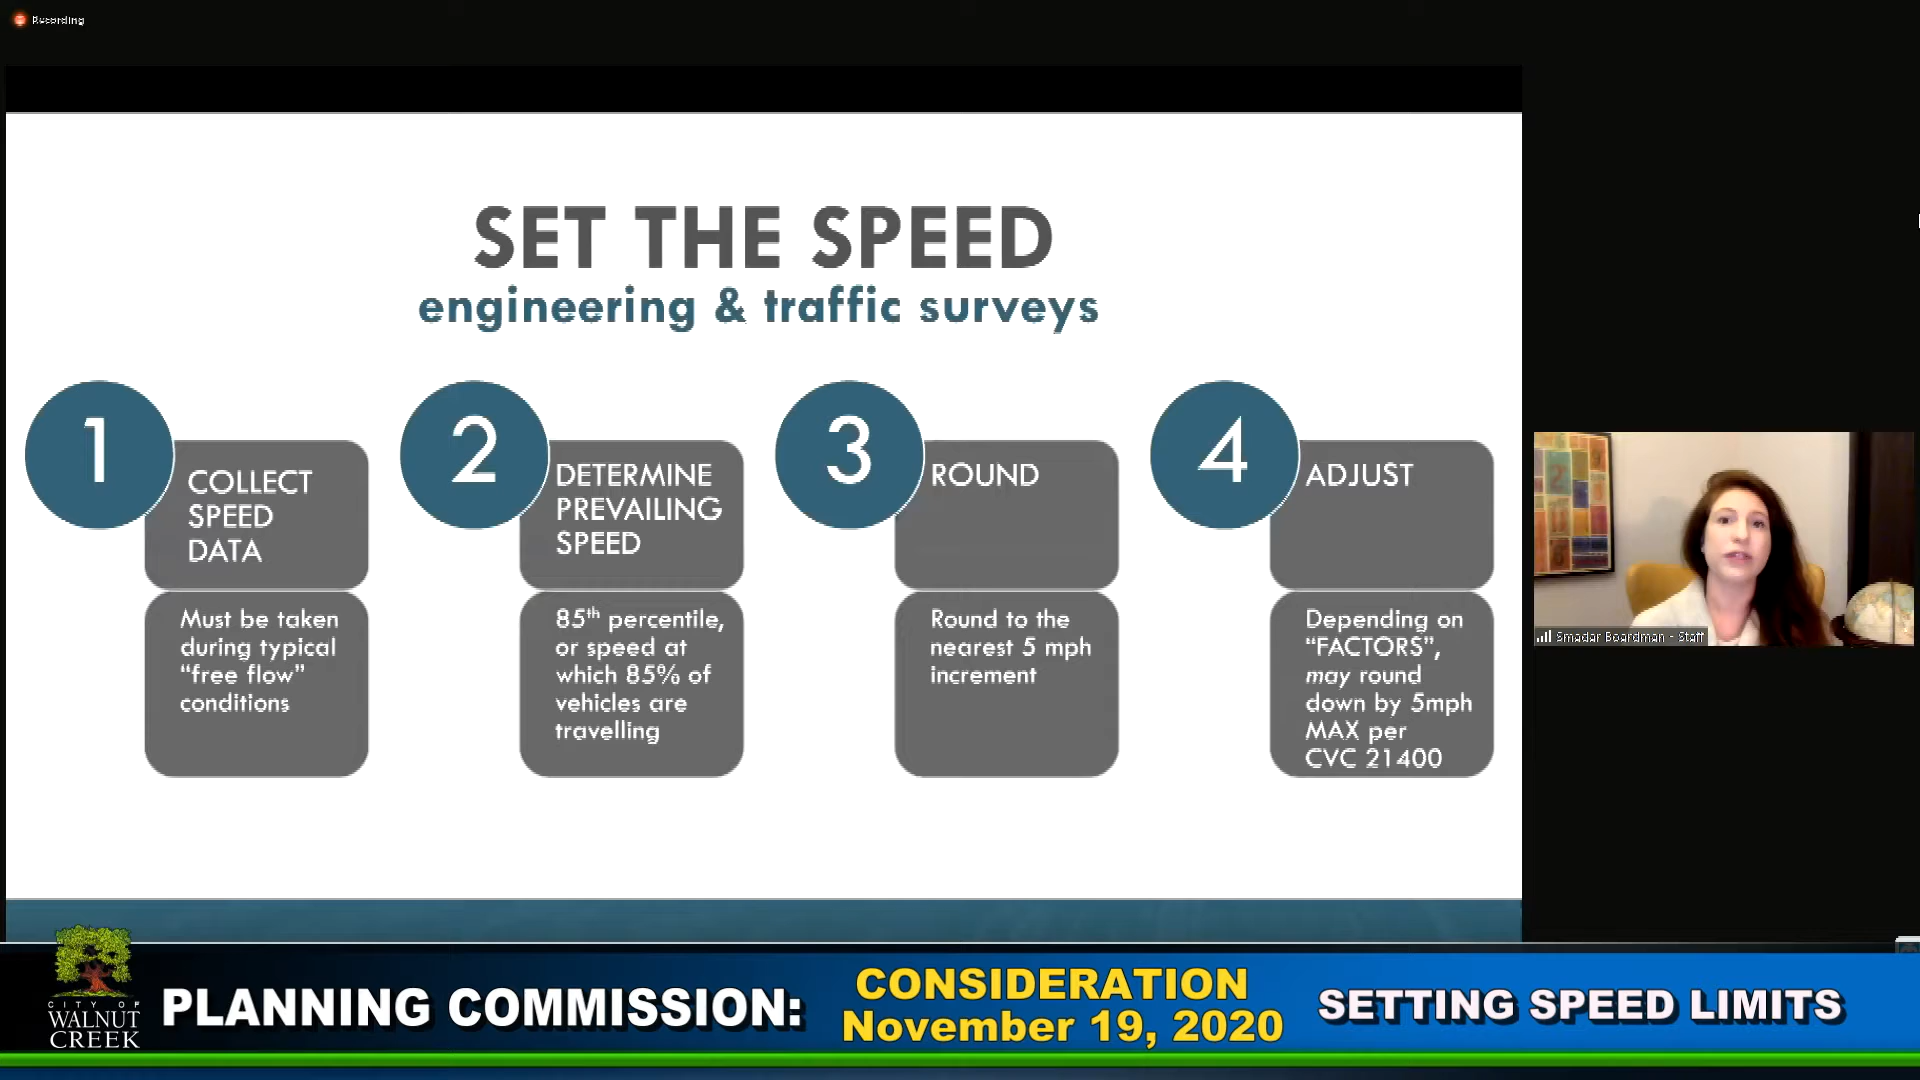 Recording
SET THE SPEED
engineering & traffic surveys
1
COLLECT
SPEED
DATA
Must be taken
during typical
“free flow”
conditions
2
DETERMINE
PREVAILING
SPEED
85th percentile,
or speed at
which 85% of
vehicles are
travelling
3
ROUND
Round to the
nearest 5 mph
increment
4
ADJUST
Depending on
“FACTORS”,
may round
down by 5mph
MAX per
CVC 21400
Smadar Boardman - Staff
CITY OF
WALNUT
CREEK
PLANNING COMMISSION:
CONSIDERATION
November 19, 2020
SETTING SPEED LIMITS